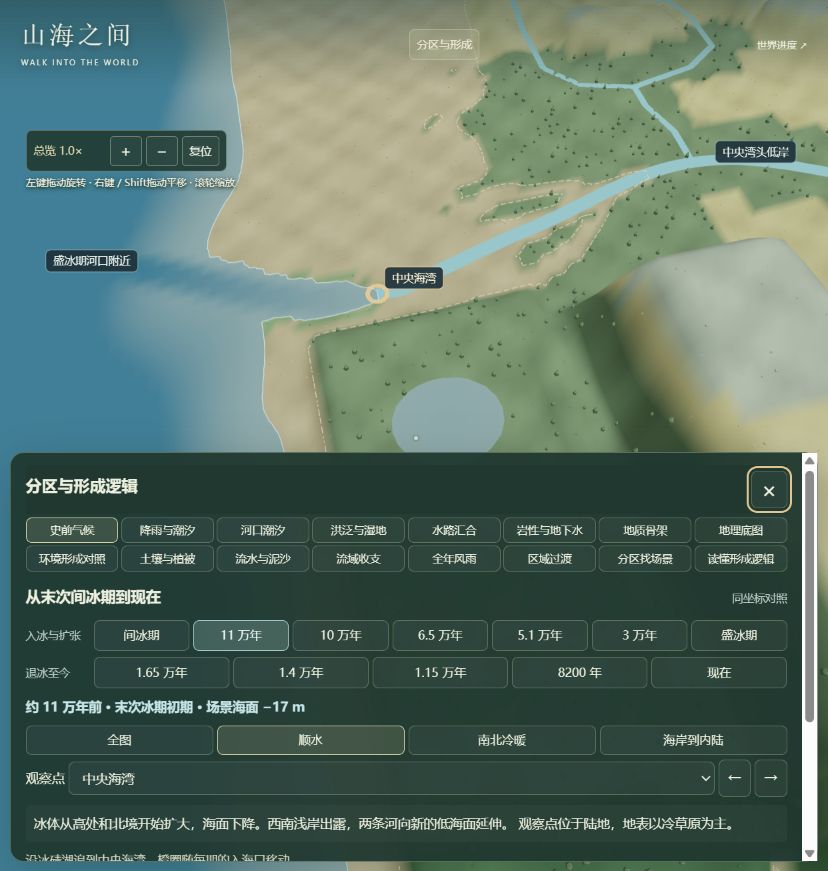 山海之间
WALK INTO THE WORLD
分区与形成
世界进度 ↗
总览 1.0× + − 复位
左键拖动旋转 · 右键 / Shift拖动平移 · 滚轮缩放
中央湾头低岸
盛冰期河口附近
中央海湾
分区与形成逻辑 ×
史前气候 降雨与潮汐 河口潮汐 洪泛与湿地 水路汇合 岩性与地下水 地质骨架 地理底图
环境形成对照 土壤与植被 流水与泥沙 流域收支 全年风雨 区域过渡 分区找场景 读懂形成逻辑
从末次间冰期到现在 同坐标对照
入冰与扩张 间冰期 11 万年 10 万年 6.5 万年 5.1 万年 3 万年 盛冰期
退冰至今 1.65 万年 1.4 万年 1.15 万年 8200 年 现在
约 11 万年前 • 末次冰期初期 • 场景海面 −17 m
全图 顺水 南北冷暖 海岸到内陆
观察点 中央海湾 ← →
冰体从高处和北境开始扩大，海面下降。西南浅岸出露，两条河向新的低海面延伸。 观察点位于陆地，地表以冷草原为主。